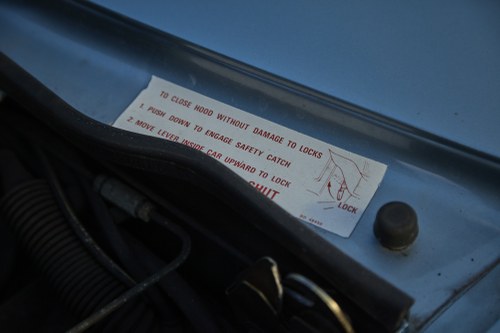 TO CLOSE HOOD WITHOUT DAMAGE TO LOCKS
1. PUSH DOWN TO ENGAGE SAFETY CATCH
2. MOVE LEVER INSIDE CAR UPWARD TO LOCK
SHUT
LOCK